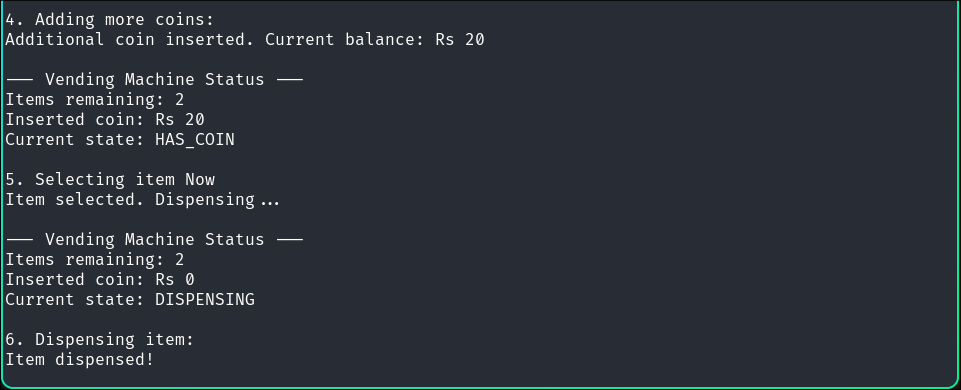 4. Adding more coins:
Additional coin inserted. Current balance: Rs 20
--- Vending Machine Status ---
Items remaining: 2
Inserted coin: Rs 20
Current state: HAS_COIN
5. Selecting item Now
Item selected. Dispensing...
--- Vending Machine Status ---
Items remaining: 2
Inserted coin: Rs 0
Current state: DISPENSING
6. Dispensing item:
Item dispensed!